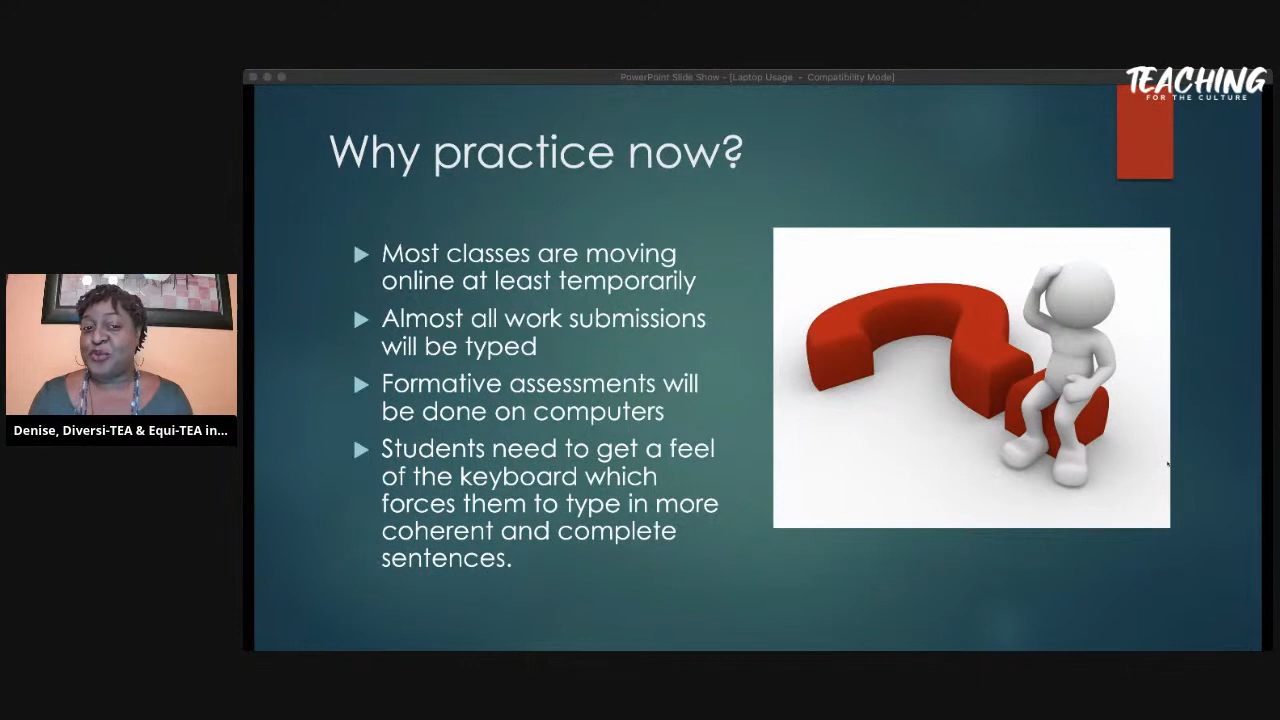 PowerPoint Slide Show - [Laptop Usage - Compatibility Mode]
TEACHING
FOR THE CULTURE
Why practice now?
Most classes are moving
online at least temporarily
Almost all work submissions
will be typed
Formative assessments will
be done on computers
Students need to get a feel
of the keyboard which
forces them to type in more
coherent and complete
sentences.
Denise, Diversi-TEA & Equi-TEA in...